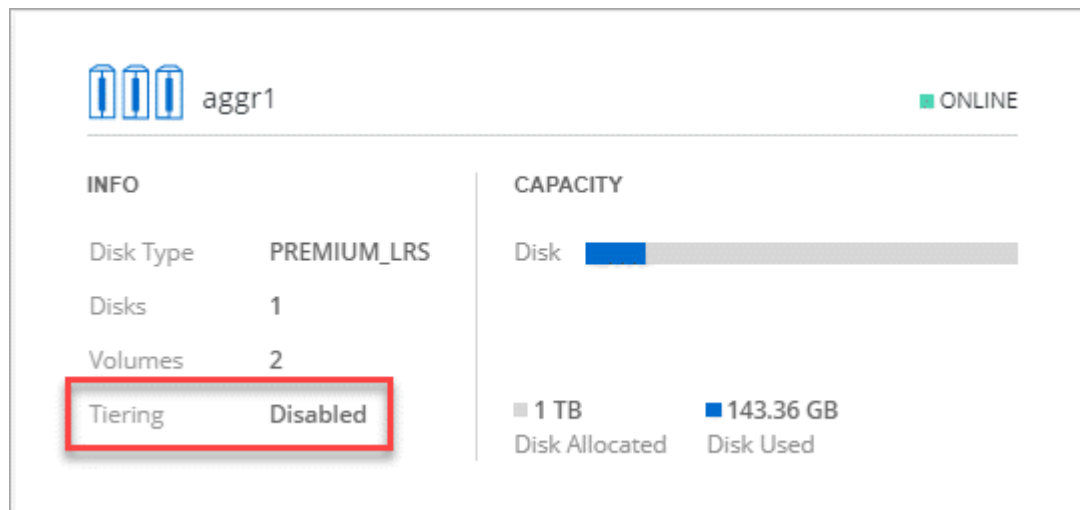 aggr1
ONLINE
INFO
Disk Type PREMIUM_LRS
Disks 1
Volumes 2
Tiering Disabled
CAPACITY
Disk
1 TB
Disk Allocated
143.36 GB
Disk Used